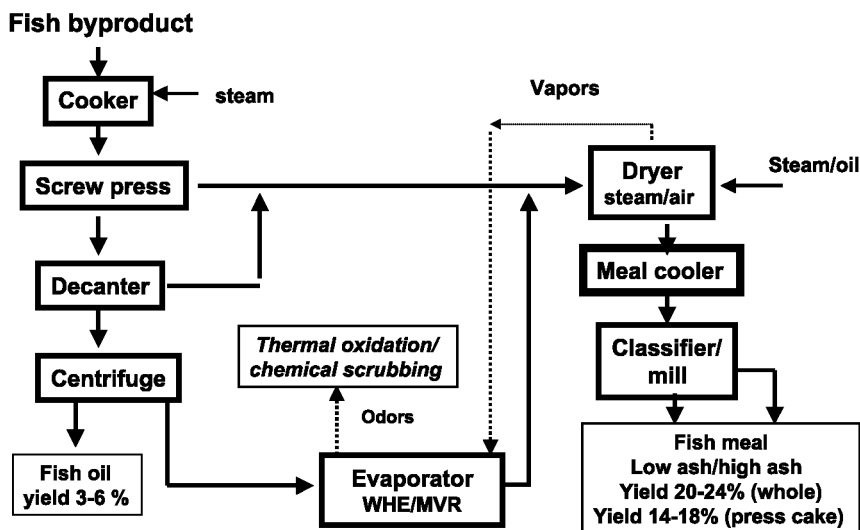 Fish byproduct
Cooker
steam
Vapors
Screw press
Dryer
steam/air
Steam/oil
Decanter
Meal cooler
Thermal oxidation/
chemical scrubbing
Classifier/
mill
Centrifuge
Odors
Fish oil
yield 3-6 %
Evaporator
WHE/MVR
Fish meal
Low ash/high ash
Yield 20-24% (whole)
Yield 14-18% (press cake)